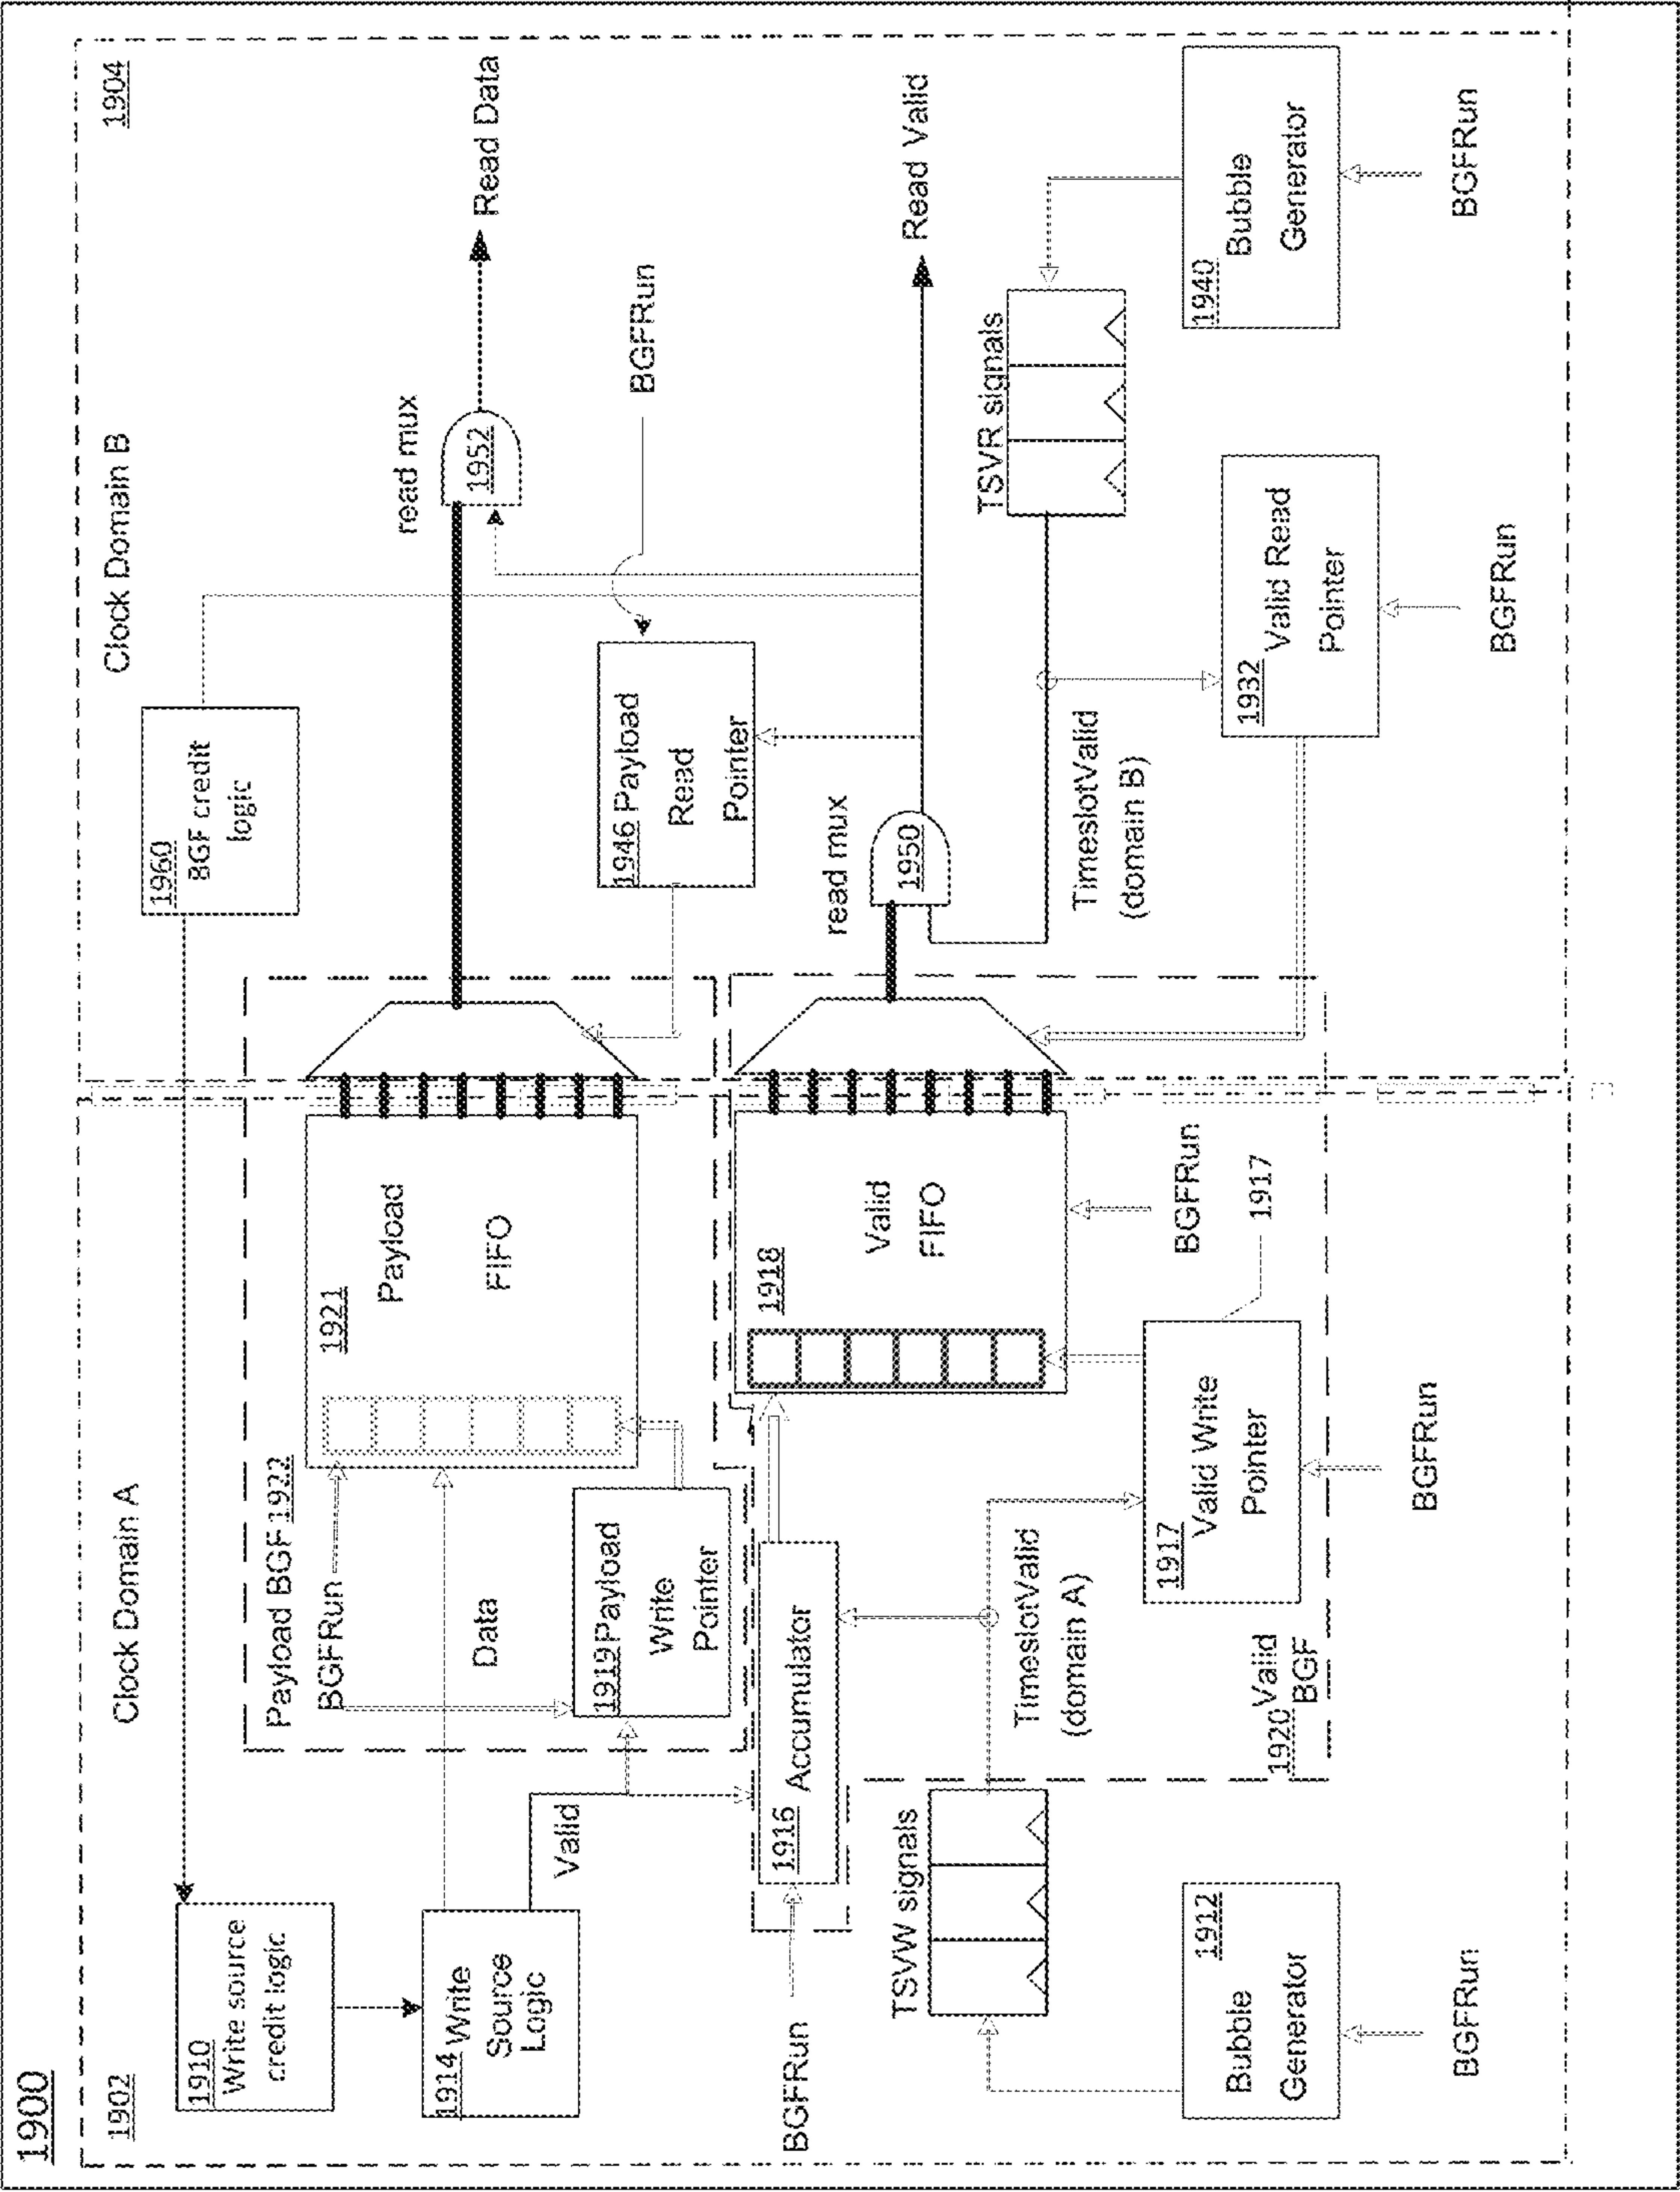 1900
1902
Clock Domain A
Clock Domain B
1904
1910
Write source
credit logic
1960
BGF credit
logic
1914 Write
Source
Logic
Valid
Payload BGF 1922
BGFRun
Data
1919 Payload
Write
Pointer
1921
Payload
FIFO
read mux
1952
Read Data
1946 Payload
Read
Pointer
BGFRun
BGFRun
1916
Accumulator
1918
Valid
FIFO
BGFRun
read mux
1950
Read Valid
TSVW signals
TimeslotValid
(domain A)
1917
Valid Write
Pointer
1917
BGFRun
1920 Valid
BGF
1912
Bubble
Generator
BGFRun
TimeslotValid
(domain B)
TSVR signals
1932
Valid Read
Pointer
BGFRun
1940
Bubble
Generator
BGFRun